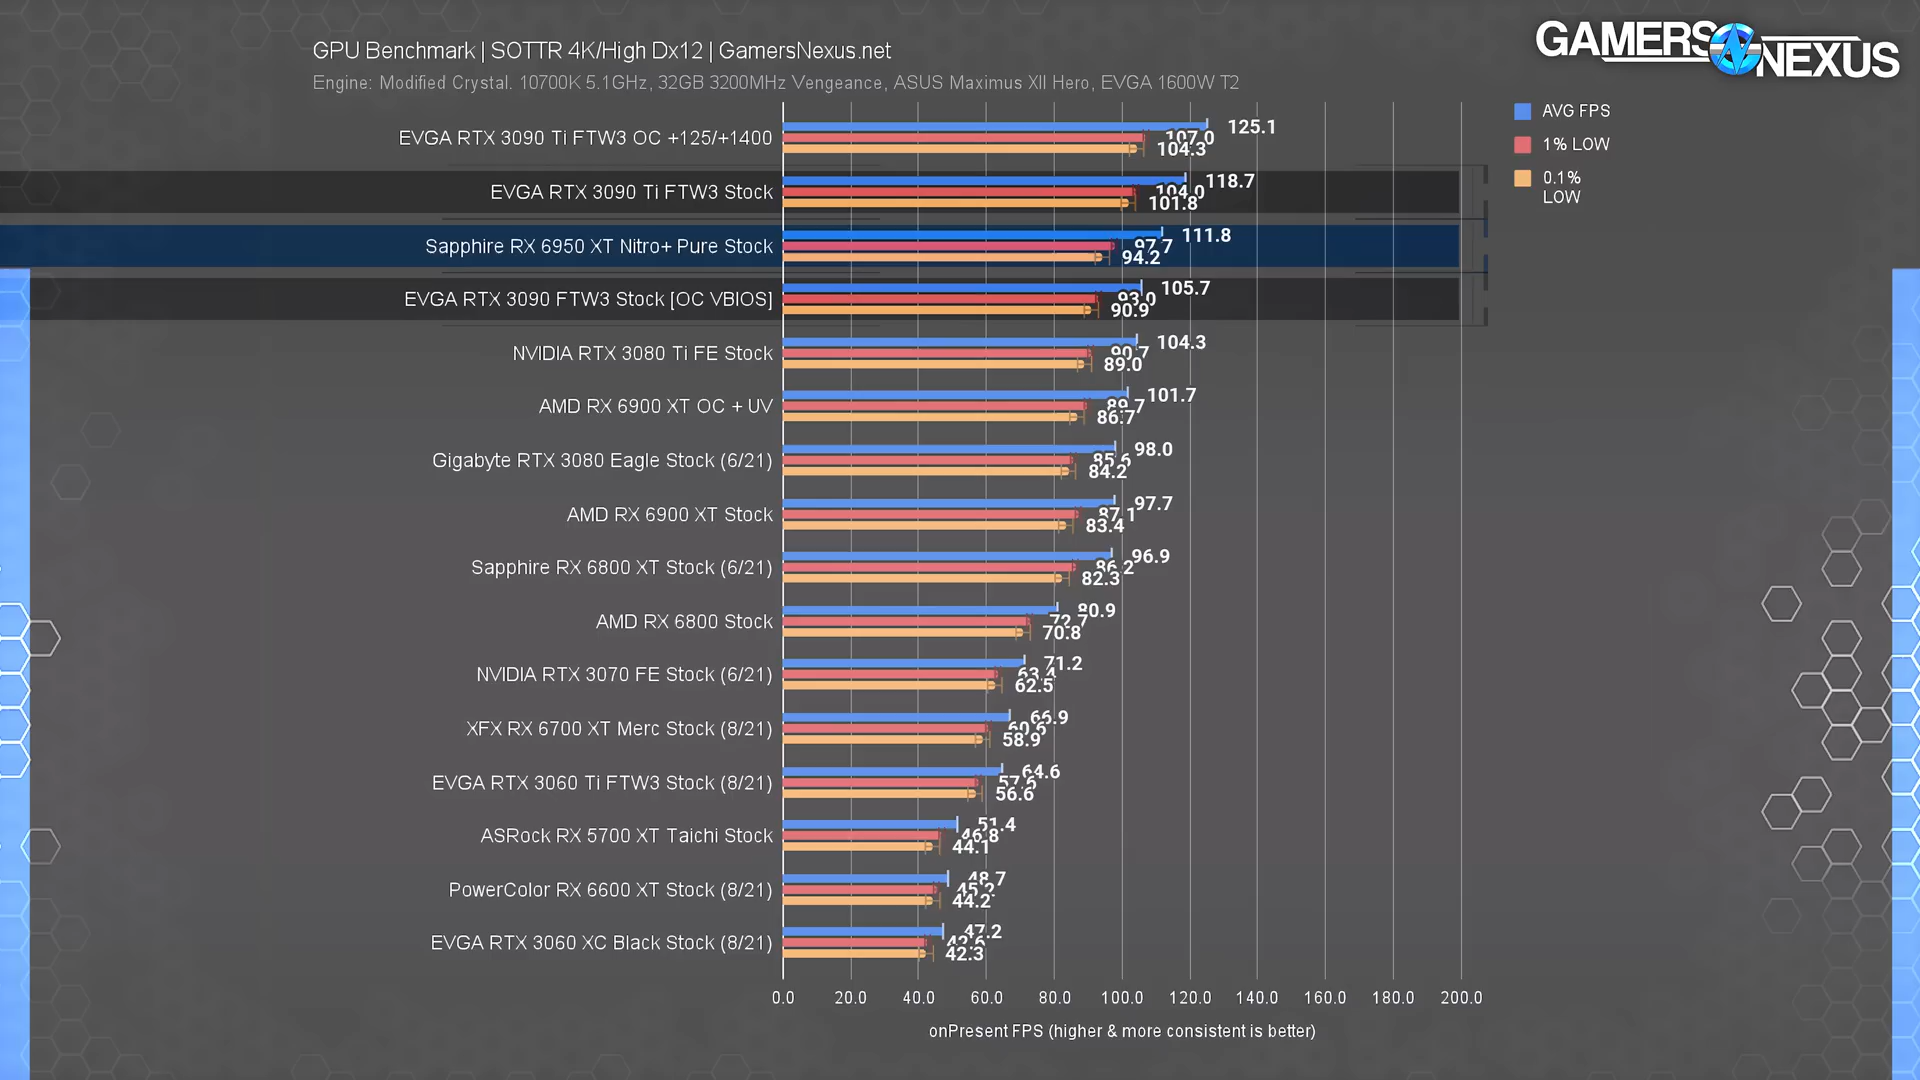 GPU Benchmark | SOTTR 4K/High Dx12 | GamersNexus.net
GAMERS NEXUS
Engine: Modified Crystal. 10700K 5.1GHz, 32GB 3200MHz Vengeance, ASUS Maximus XII Hero, EVGA 1600W T2
AVG FPS
1% LOW
0.1%
LOW
EVGA RTX 3090 Ti FTW3 OC +125/+1400
125.1
107.0
104.3
EVGA RTX 3090 Ti FTW3 Stock
118.7
104.0
101.8
Sapphire RX 6950 XT Nitro+ Pure Stock
111.8
97.7
94.2
EVGA RTX 3090 FTW3 Stock [OC VBIOS]
105.7
93.0
90.9
NVIDIA RTX 3080 Ti FE Stock
104.3
90.7
89.0
AMD RX 6900 XT OC + UV
101.7
89.7
86.7
Gigabyte RTX 3080 Eagle Stock (6/21)
98.0
85.6
84.2
AMD RX 6900 XT Stock
97.7
87.1
83.4
Sapphire RX 6800 XT Stock (6/21)
96.9
86.2
82.3
AMD RX 6800 Stock
80.9
72.7
70.8
NVIDIA RTX 3070 FE Stock (6/21)
71.2
63.4
62.5
XFX RX 6700 XT Merc Stock (8/21)
66.9
60.6
58.9
EVGA RTX 3060 Ti FTW3 Stock (8/21)
64.6
57.6
56.6
ASRock RX 5700 XT Taichi Stock
51.4
46.8
44.1
PowerColor RX 6600 XT Stock (8/21)
48.7
45.2
44.2
EVGA RTX 3060 XC Black Stock (8/21)
47.2
42.6
42.3
0.0 20.0 40.0 60.0 80.0 100.0 120.0 140.0 160.0 180.0 200.0
onPresent FPS (higher & more consistent is better)